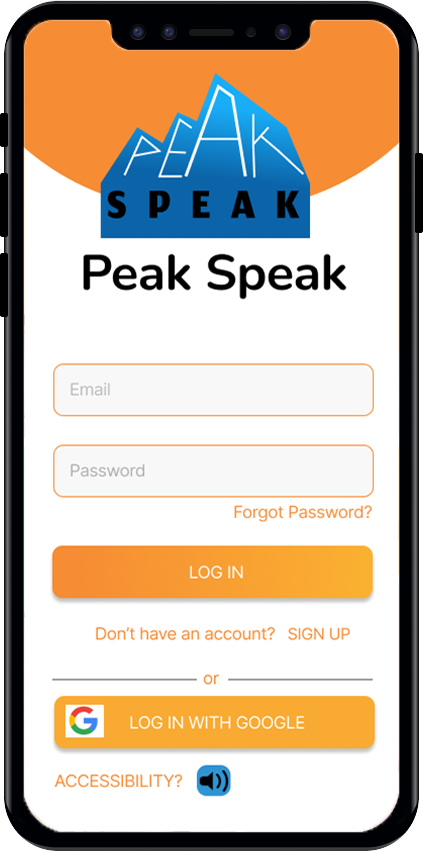 PEAK
SPEAK
Peak Speak
Email
Password
Forgot Password?
LOG IN
Don't have an account? SIGN UP
or
G LOG IN WITH GOOGLE
ACCESSIBILITY?